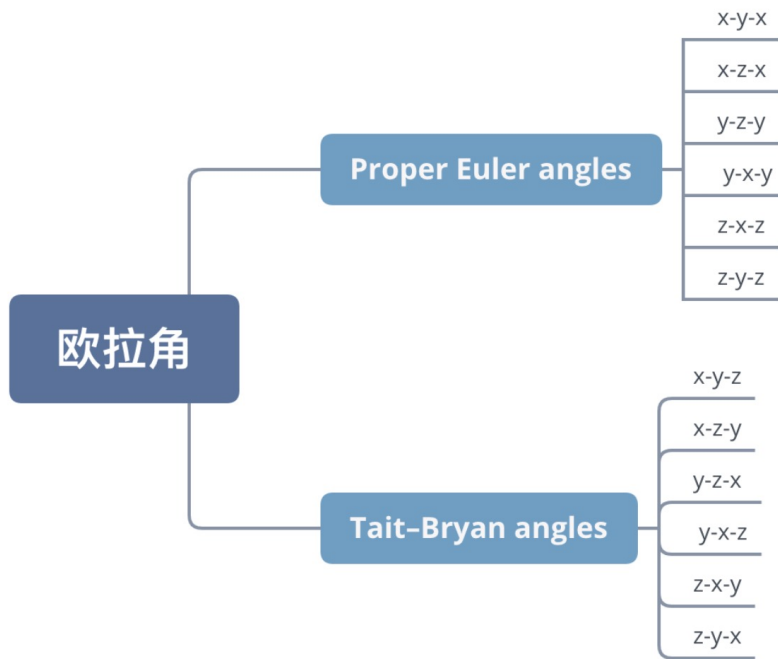 欧拉角
Proper Euler angles
x-y-x
x-z-x
y-z-y
y-x-y
z-x-z
z-y-z
Tait–Bryan angles
x-y-z
x-z-y
y-z-x
y-x-z
z-x-y
z-y-x